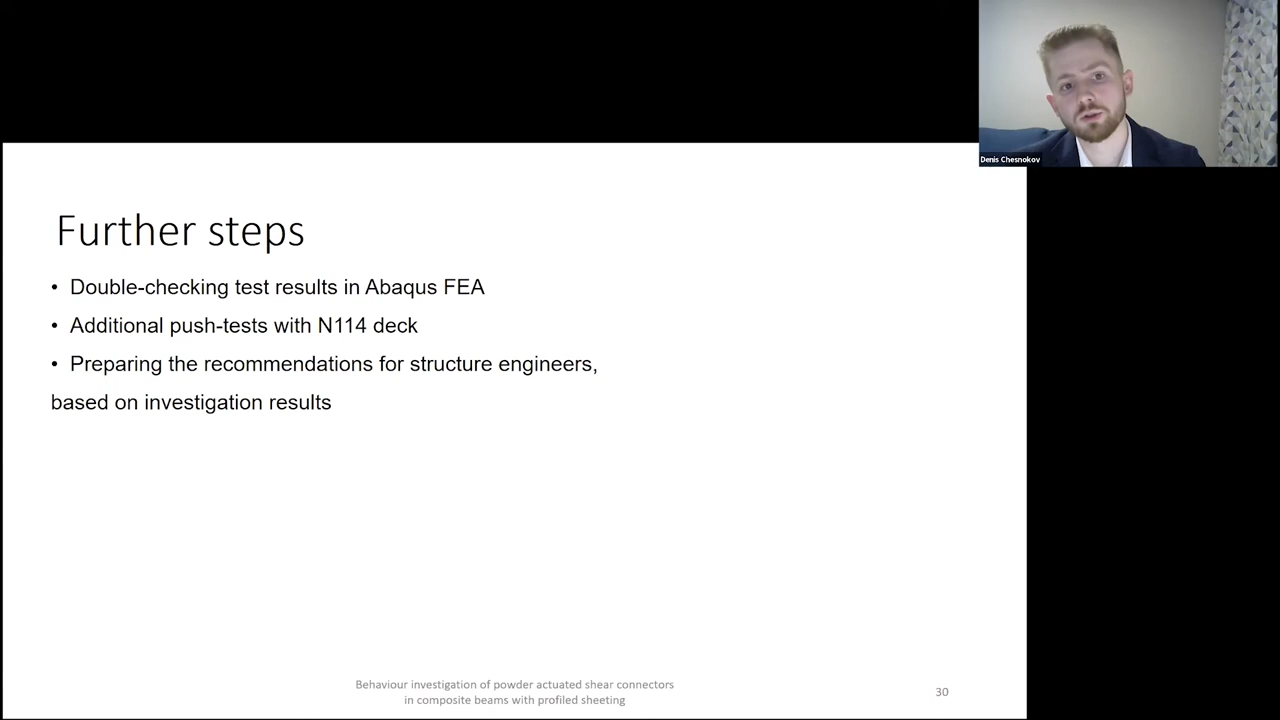 Denis Chesnokov
Further steps
• Double-checking test results in Abaqus FEA
• Additional push-tests with N114 deck
• Preparing the recommendations for structure engineers,
based on investigation results
Behaviour investigation of powder actuated shear connectors
in composite beams with profiled sheeting
30